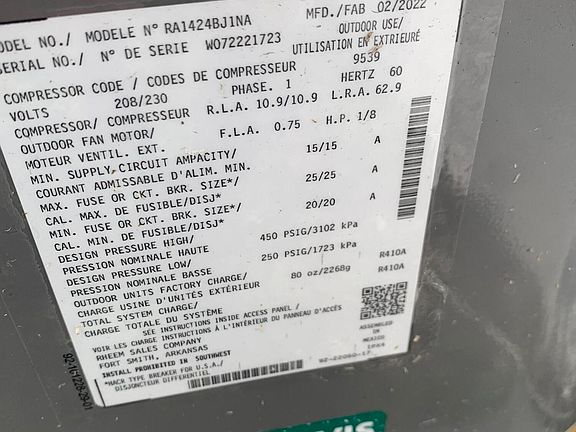 ODEL NO./ MODELE N° RA1424BJ1NA MFD./FAB 02/2022
SERIAL NO./ N° DE SERIE W072221723 OUTDOOR USE/
UTILISATION EN EXTRIEURÉ
COMPRESSOR CODE / CODES DE COMPRESSEUR 9539
VOLTS 208/230 PHASE. 1 HERTZ 60
COMPRESSOR/ COMPRESSEUR R.L.A. 10.9/10.9 L.R.A. 62.9
OUTDOOR FAN MOTOR/
MOTEUR VENTIL. EXT. F.L.A. 0.75 H.P. 1/8
MIN. SUPPLY CIRCUIT AMPACITY/
COURANT ADMISSABLE D'ALIM. MIN. 15/15 A
MAX. FUSE OR CKT. BKR. SIZE*/
CAL. MAX. DE FUSIBLE/DISJ* 25/25 A
MIN. FUSE OR CKT. BKR. SIZE*/
CAL. MIN. DE FUSIBLE/DISJ* 20/20 A
DESIGN PRESSURE HIGH/
PRESSION NOMINALE HAUTE 450 PSIG/3102 kPa
DESIGN PRESSURE LOW/
PRESSION NOMINALE BASSE 250 PSIG/1723 kPa R410A
OUTDOOR UNITS FACTORY CHARGE/
CHARGE USINE D'UNITÉS EXTÉRIEUR 80 oz/2268g R410A
TOTAL SYSTEM CHARGE/
CHARGE TOTALE DU SYSTÈME
SEE INSTRUCTIONS INSIDE ACCESS PANEL /
VOIR LES INSTRUCTIONS À L'INTÉRIEUR DU PANNEAU D'ACCÈS
LES CHARGE
RHEEM SALES COMPANY
FORT SMITH, ARKANSAS
ASSEMBLED
IN
MEXICO
INSTALL PROHIBITED IN SOUTHWEST
*HACR TYPE BREAKER FOR U.S.A./
DISJONCTEUR DIFFERENTIEL
92-22080-17